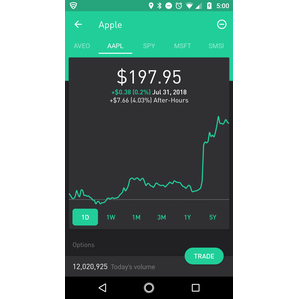 5:00
Apple
AVEO AAPL SPY MSFT SMSI
$197.95
+$0.38 (0.2%) Jul 31, 2018
+$7.66 (4.03%) After-Hours
1D 1W 1M 3M 1Y 5Y
Options
TRADE
12,020,925 Today's volume